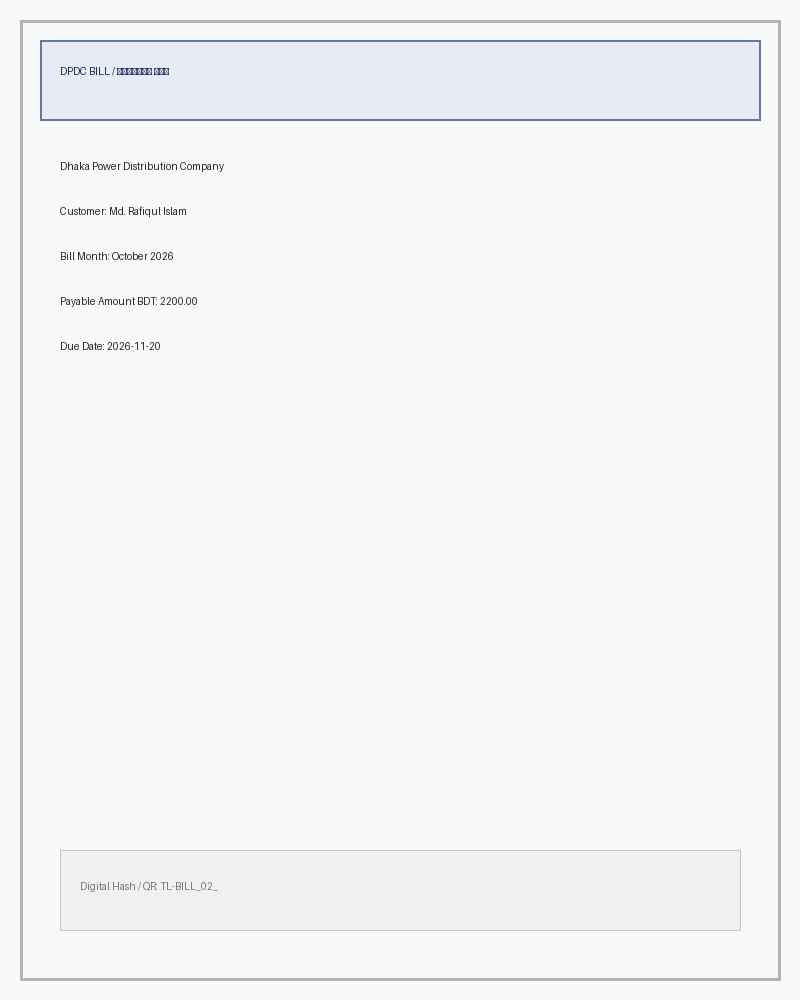 DPDC BILL /
Dhaka Power Distribution Company
Customer: Md. Rafiqul Islam
Bill Month: October 2026
Payable Amount BDT: 2200.00
Due Date: 2026-11-20
Digital Hash / QR: TL-BILL_02_